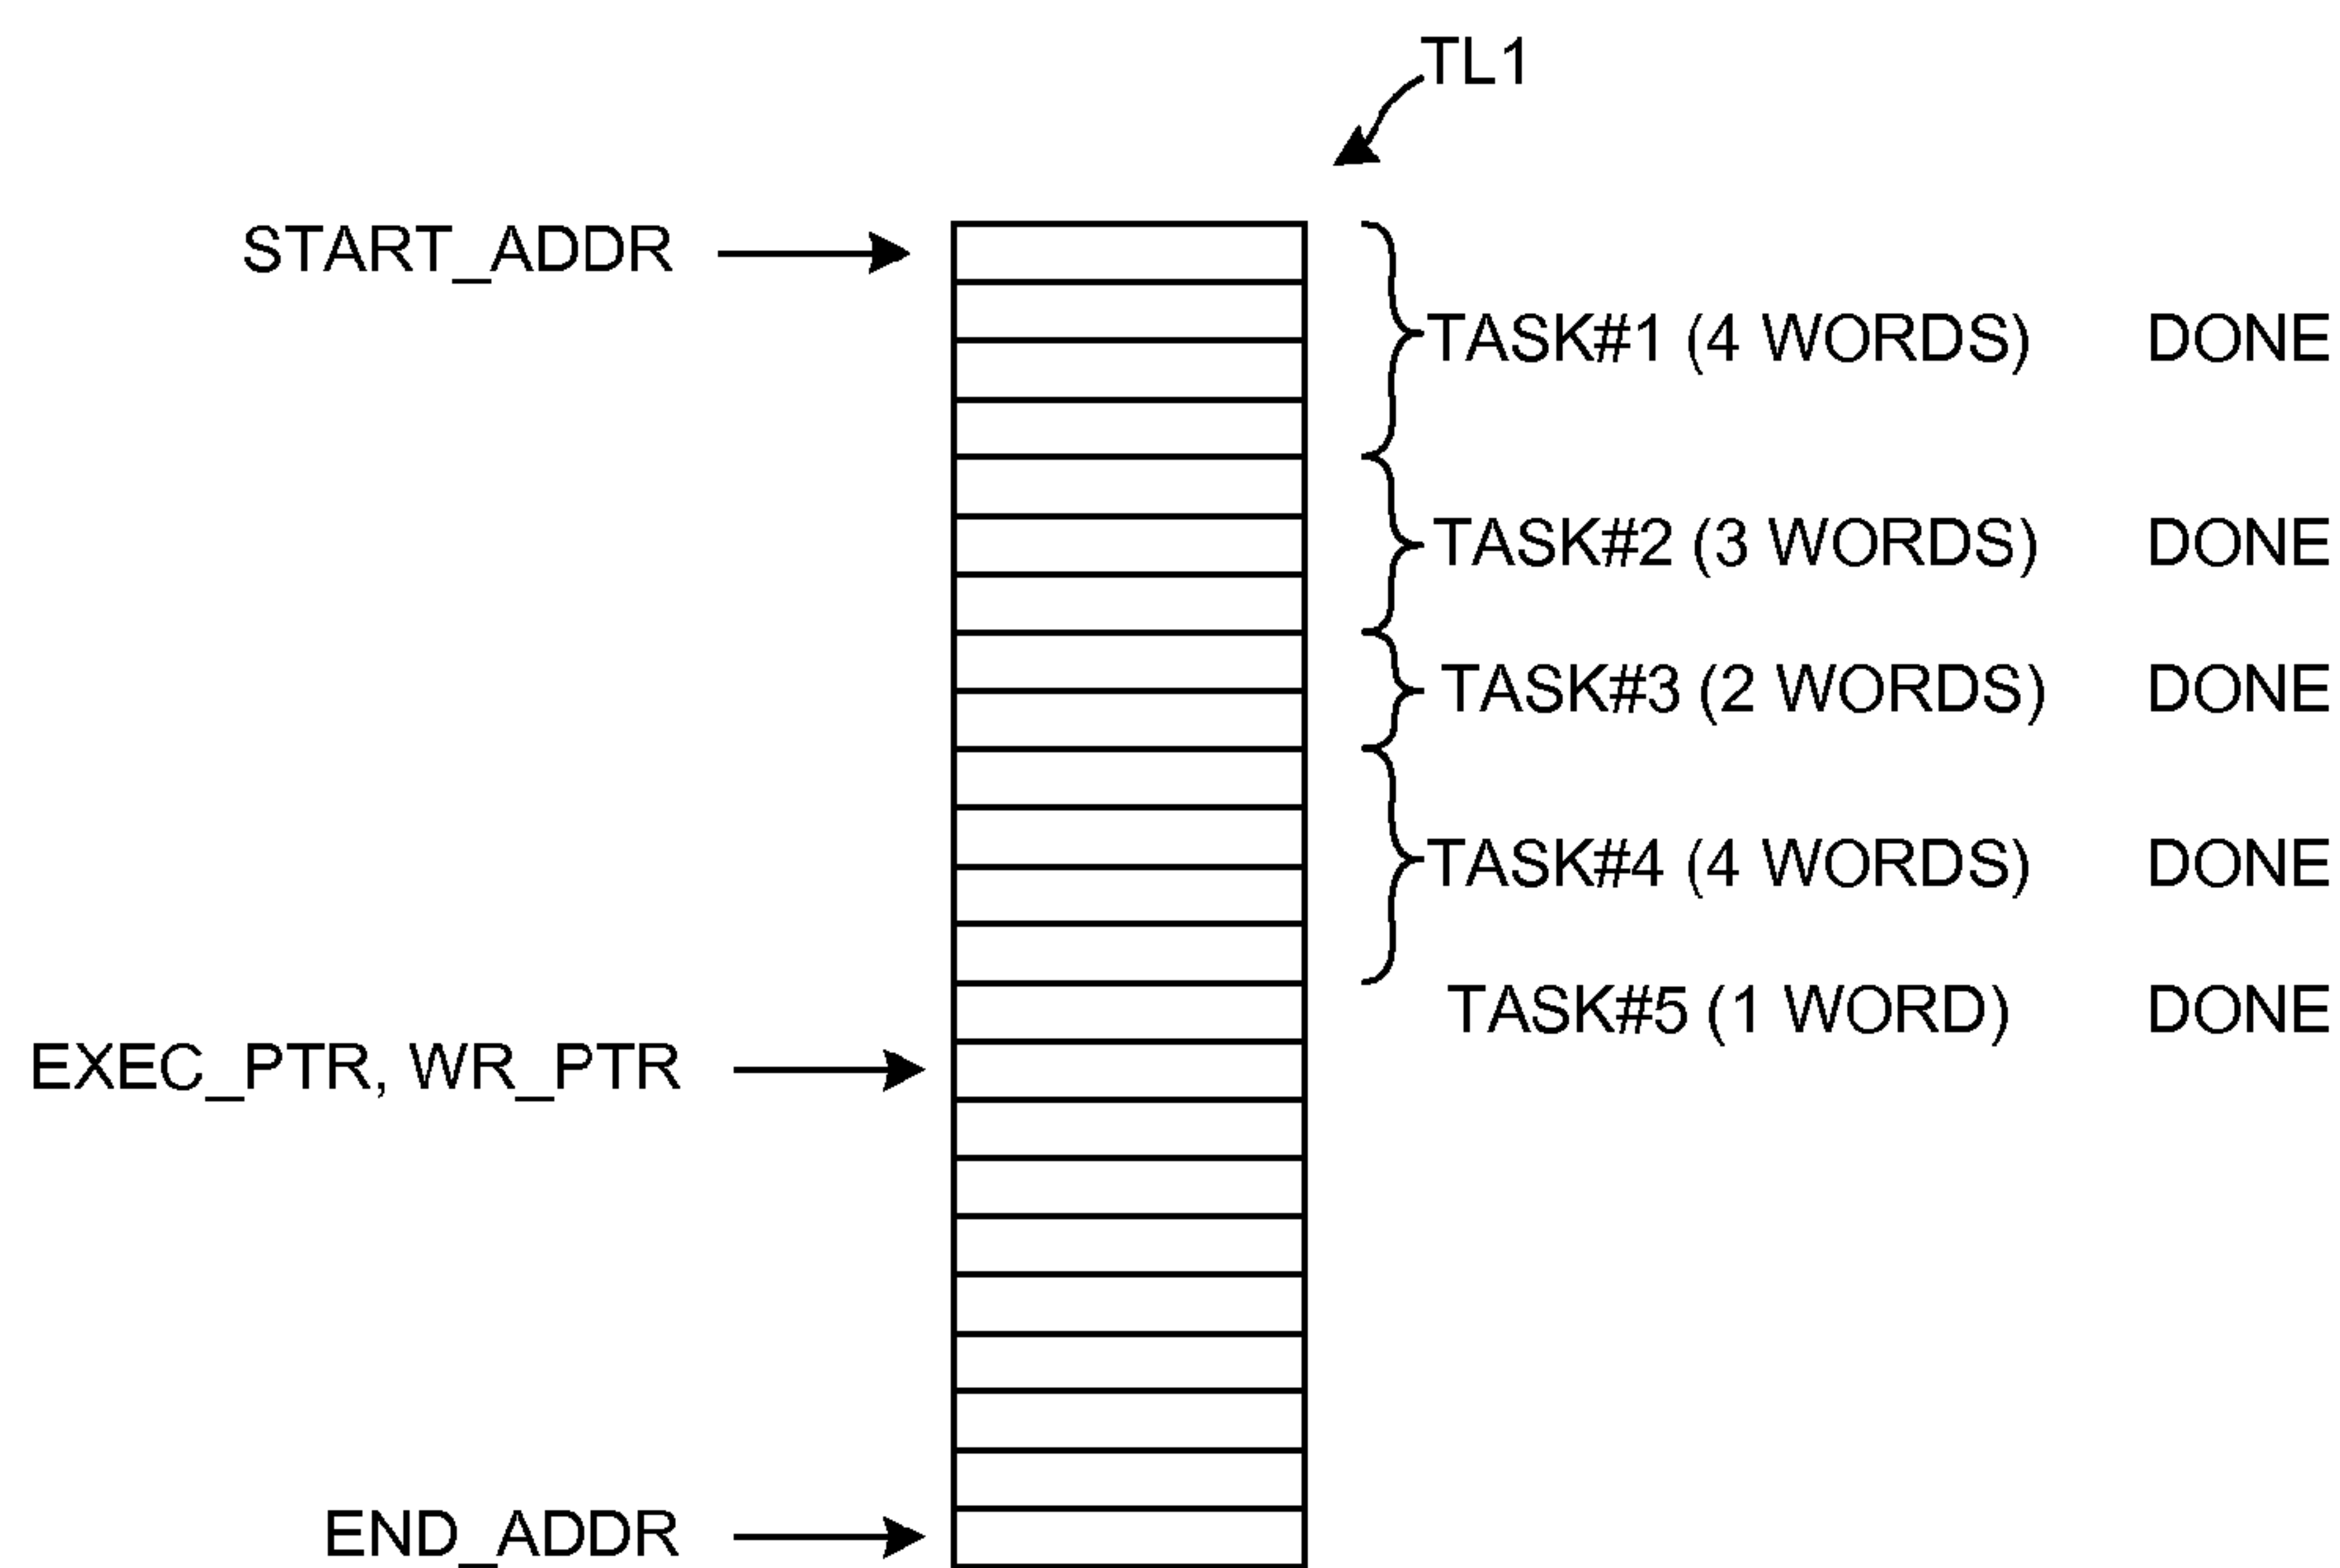 TL1
START_ADDR
TASK#1 (4 WORDS) DONE
TASK#2 (3 WORDS) DONE
TASK#3 (2 WORDS) DONE
TASK#4 (4 WORDS) DONE
TASK#5 (1 WORD) DONE
EXEC_PTR, WR_PTR
END_ADDR